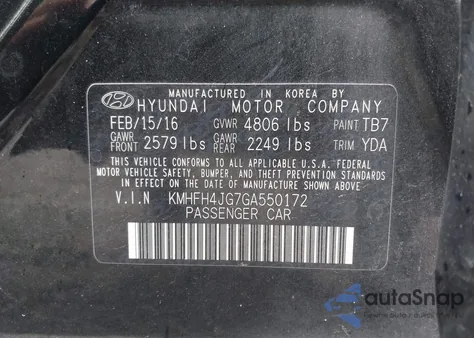 MANUFACTURED IN KOREA BY
HYUNDAI MOTOR COMPANY
FEB/15/16 GVWR 4806 lbs PAINT TB7
GAWR FRONT 2579 lbs GAWR REAR 2249 lbs TRIM YDA
THIS VEHICLE CONFORMS TO ALL APPLICABLE U.S.A. FEDERAL
MOTOR VEHICLE SAFETY, BUMPER, AND THEFT PREVENTION
STANDARDS IN EFFECT ON THE DATE OF
MANUFACTURE SHOWN ABOVE.
V.I.N KMHFH4JG7GA550172
PASSENGER CAR
autoSnap